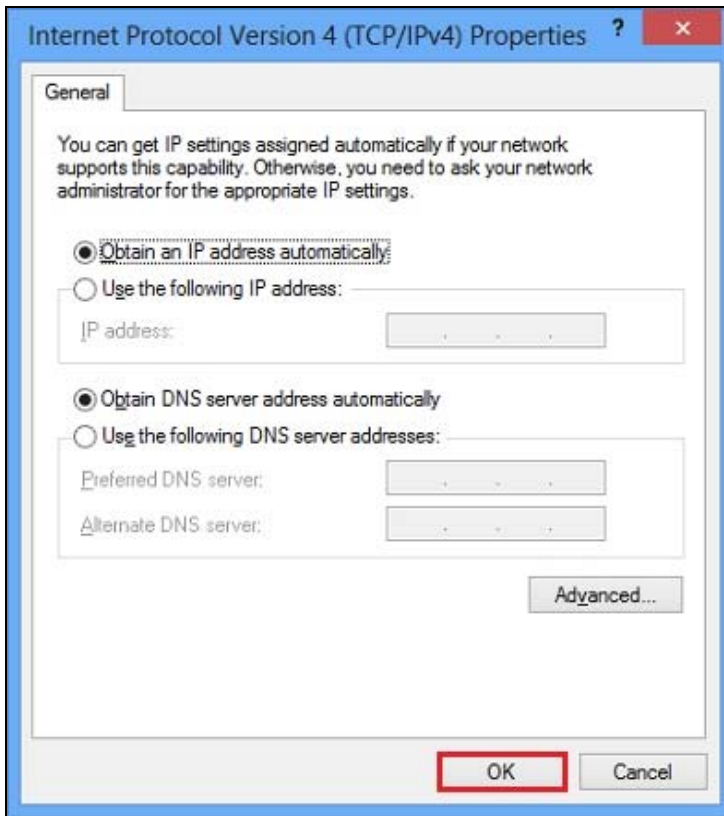 Internet Protocol Version 4 (TCP/IPv4) Properties ? ×
General
You can get IP settings assigned automatically if your network
supports this capability. Otherwise, you need to ask your network
administrator for the appropriate IP settings.
Obtain an IP address automatically
Use the following IP address:
IP address: . . .
Obtain DNS server address automatically
Use the following DNS server addresses:
Preferred DNS server: . . .
Alternate DNS server: . . .
Advanced...
OK Cancel